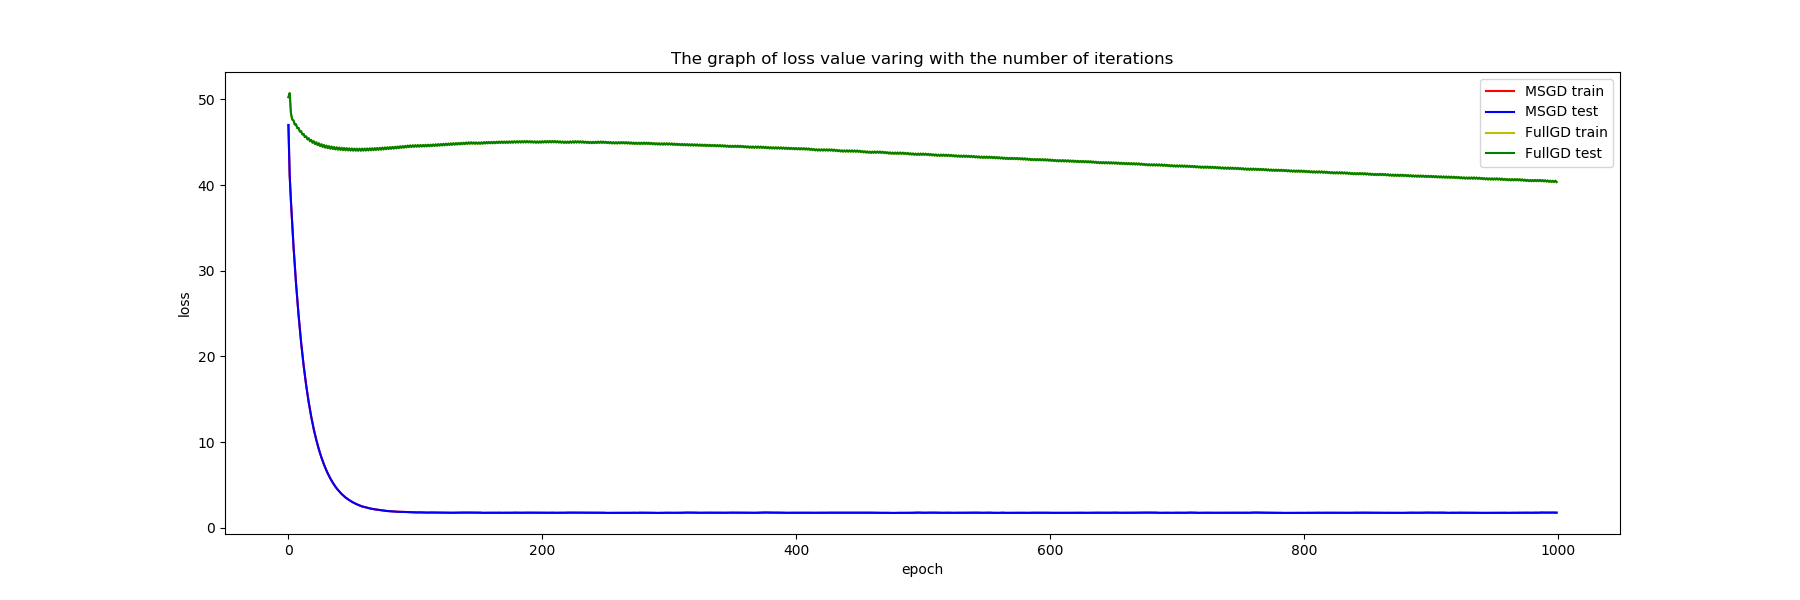 The graph of loss value varing with the number of iterations
MSGD train
MSGD test
FullGD train
FullGD test
50
40
30
20
10
0
loss
0 200 400 600 800 1000
epoch